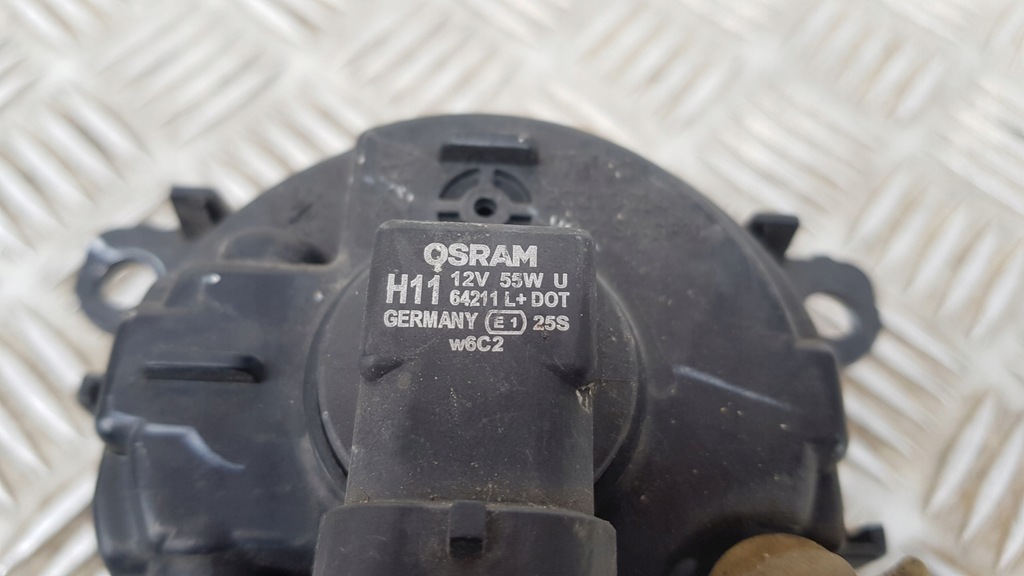 OSRAM
H11 12V 55W U
64211 L+ DOT
GERMANY E1 25S
w6C2